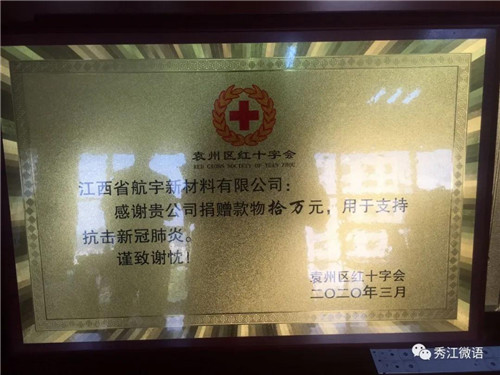 袁州区红十字会
RED CROSS SOCIETY OF YUAN ZHOU
江西省航宇新材料有限公司：
感谢贵公司捐赠款物拾万元，用于支持
抗击新冠肺炎。
谨致谢忱！
袁州区红十字会
二〇二〇年三月
秀江微语